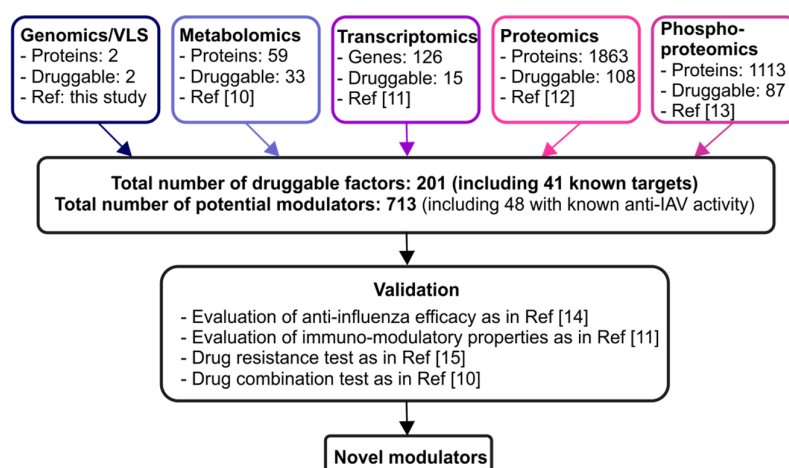 Genomics/VLS
- Proteins: 2
- Druggable: 2
- Ref: this study
Metabolomics
- Proteins: 59
- Druggable: 33
- Ref [10]
Transcriptomics
- Genes: 126
- Druggable: 15
- Ref [11]
Proteomics
- Proteins: 1863
- Druggable: 108
- Ref [12]
Phospho-
proteomics
- Proteins: 1113
- Druggable: 87
- Ref [13]
Total number of druggable factors: 201 (including 41 known targets)
Total number of potential modulators: 713 (including 48 with known anti-IAV activity)
Validation
- Evaluation of anti-influenza efficacy as in Ref [14]
- Evaluation of immuno-modulatory properties as in Ref [11]
- Drug resistance test as in Ref [15]
- Drug combination test as in Ref [10]
Novel modulators